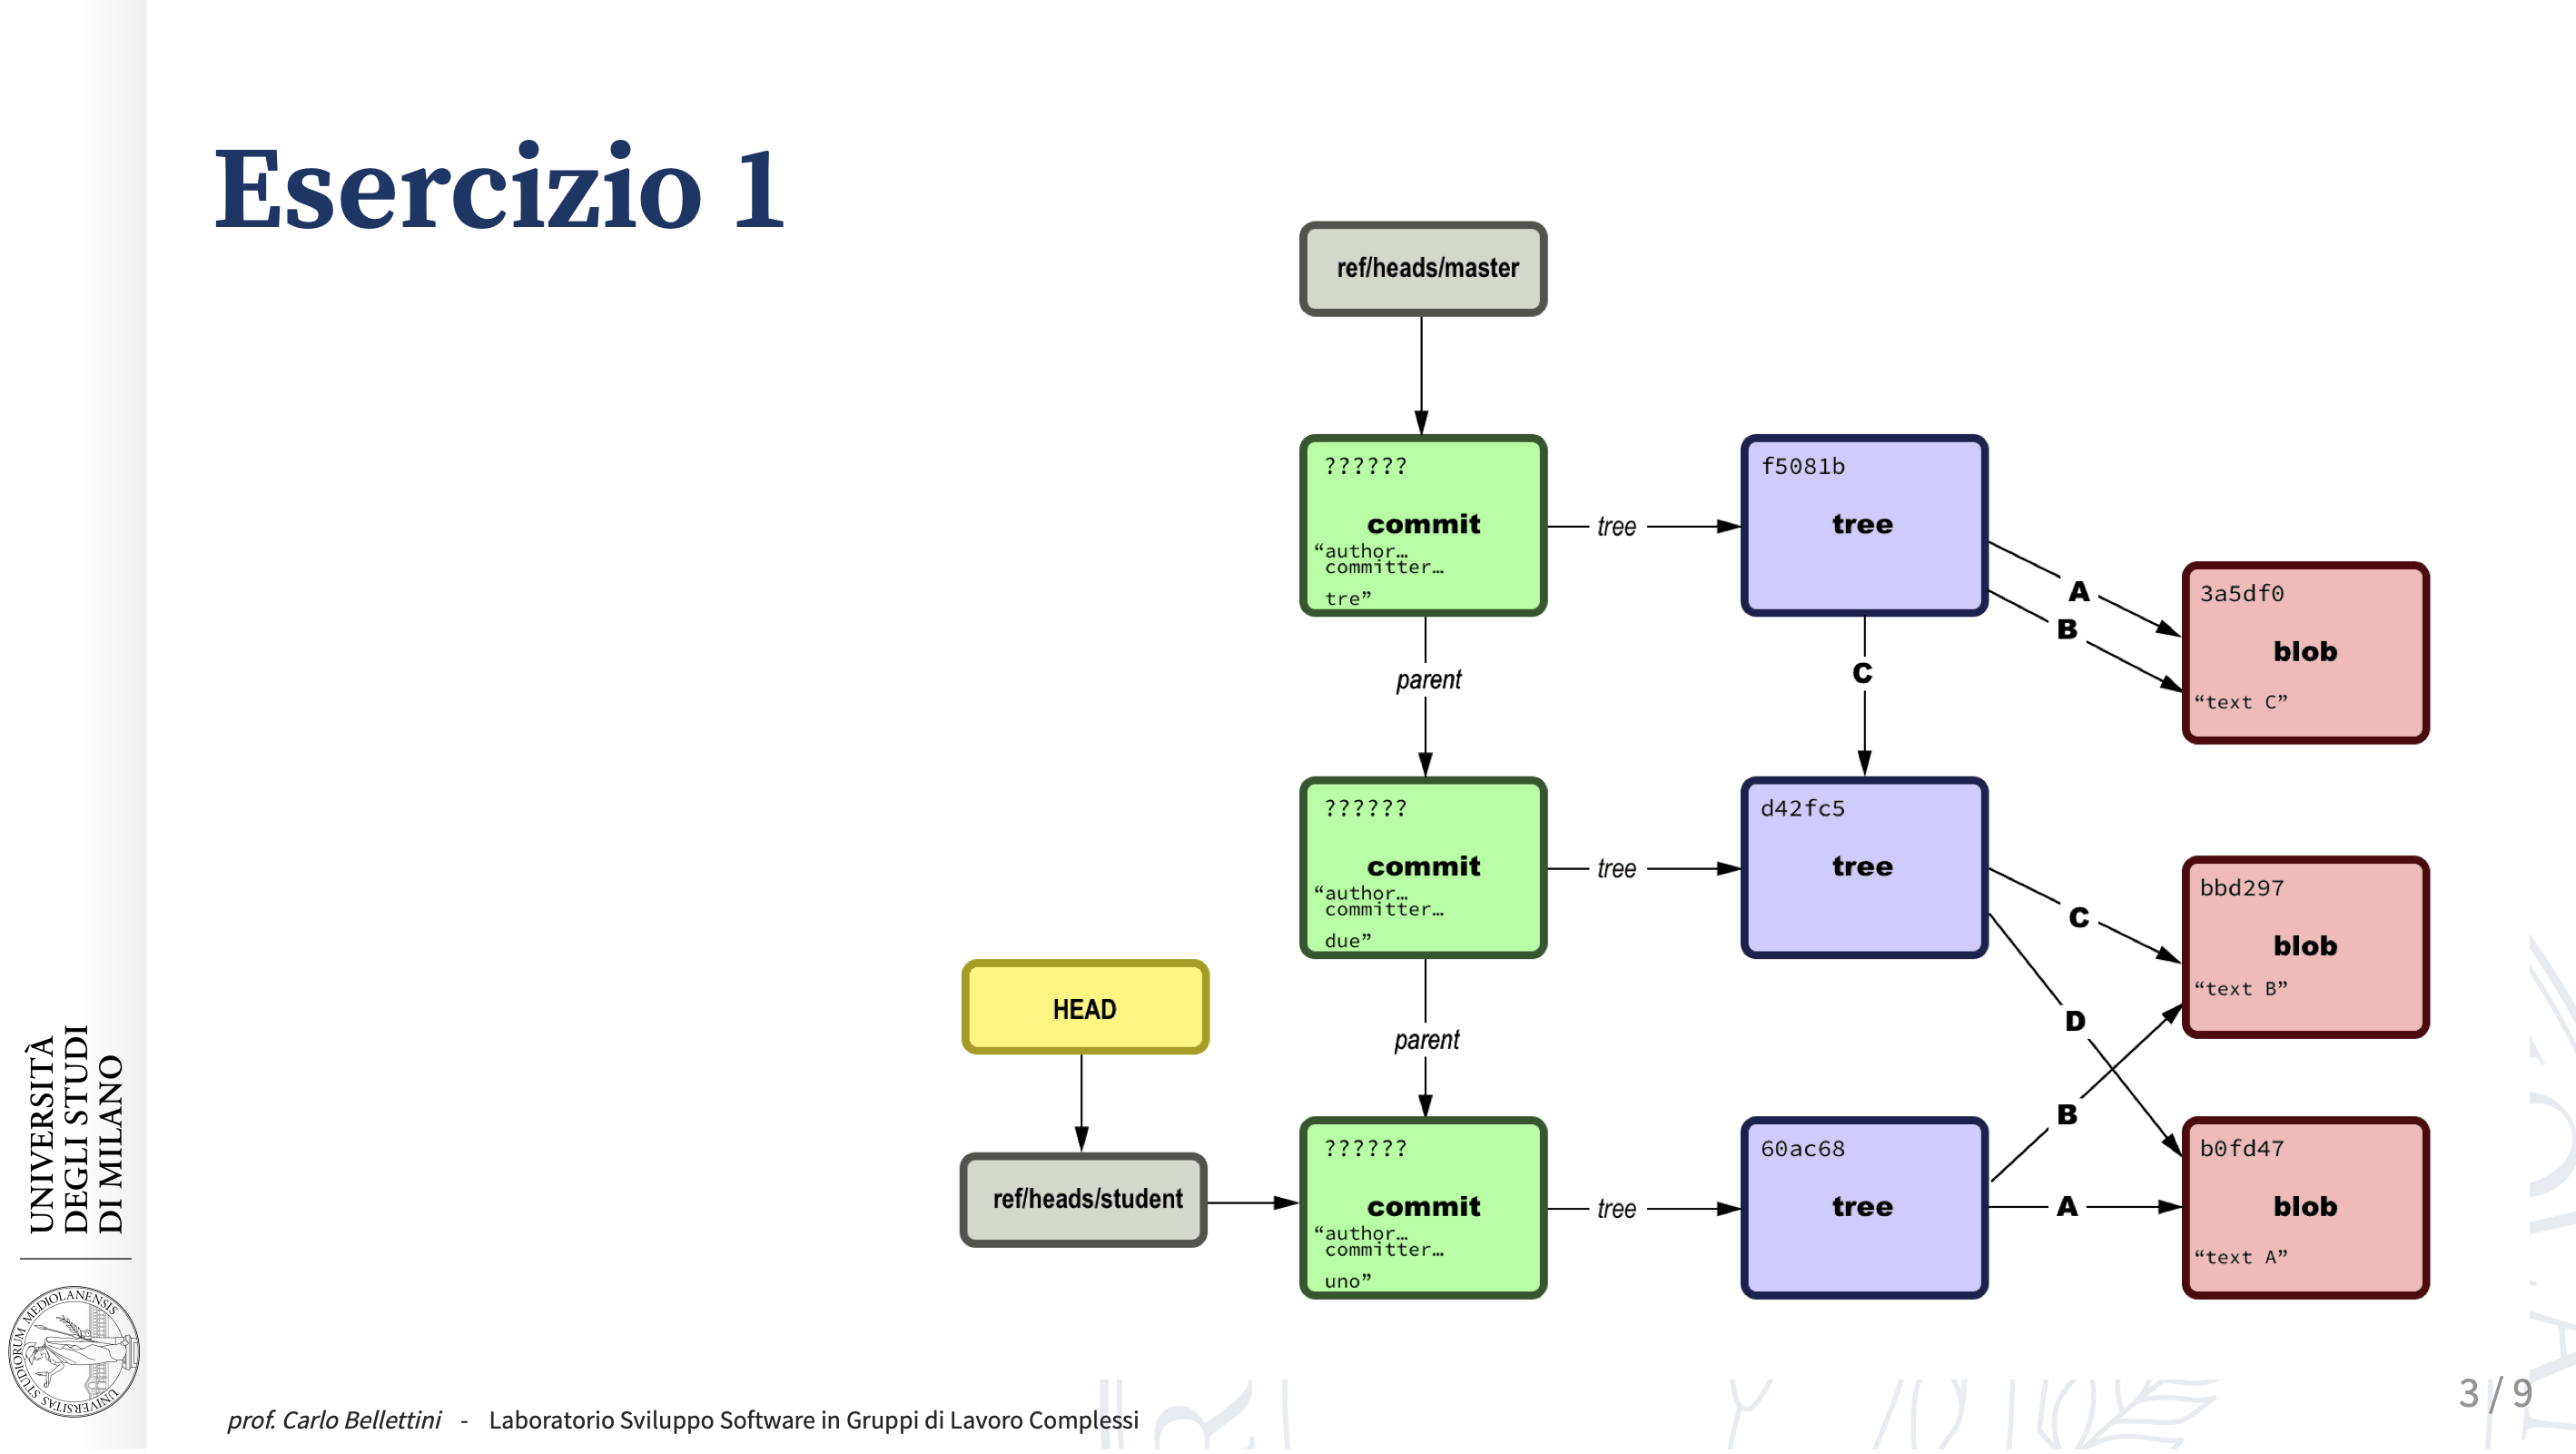 Esercizio 1
ref/heads/master
??????
commit
“author…
committer…
tre”
tree
f5081b
tree
A
B
3a5df0
blob
“text C”
parent
C
??????
commit
“author…
committer…
due”
tree
d42fc5
tree
C
D
bbd297
blob
“text B”
HEAD
parent
B
ref/heads/student
??????
commit
“author…
committer…
uno”
tree
60ac68
tree
A
b0fd47
blob
“text A”
UNIVERSITÀ
DEGLI STUDI
DI MILANO
UNIVERSITAS STUDIORUM MEDIOLANENSIS
prof. Carlo Bellettini - Laboratorio Sviluppo Software in Gruppi di Lavoro Complessi
3 / 9